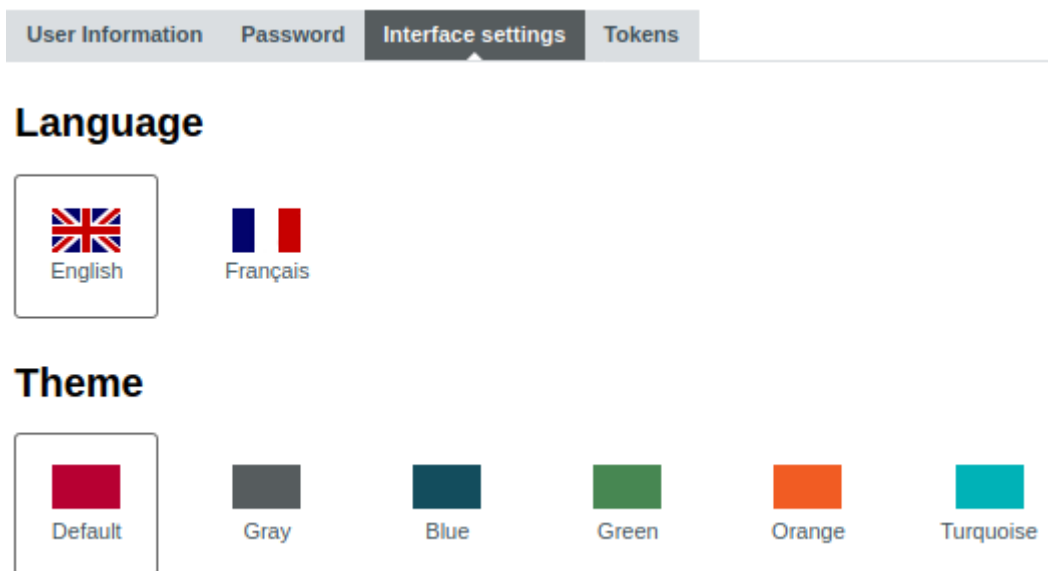 User Information Password Interface settings Tokens
Language
English Français
Theme
Default Gray Blue Green Orange Turquoise